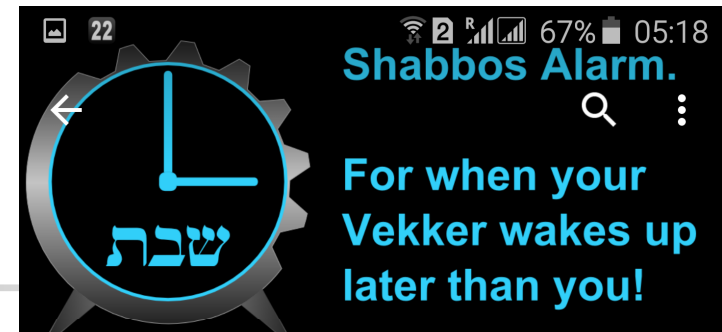 22
2
R
67%
05:18
Shabbos Alarm.
For when your
Vekker wakes up
later than you!
שבת